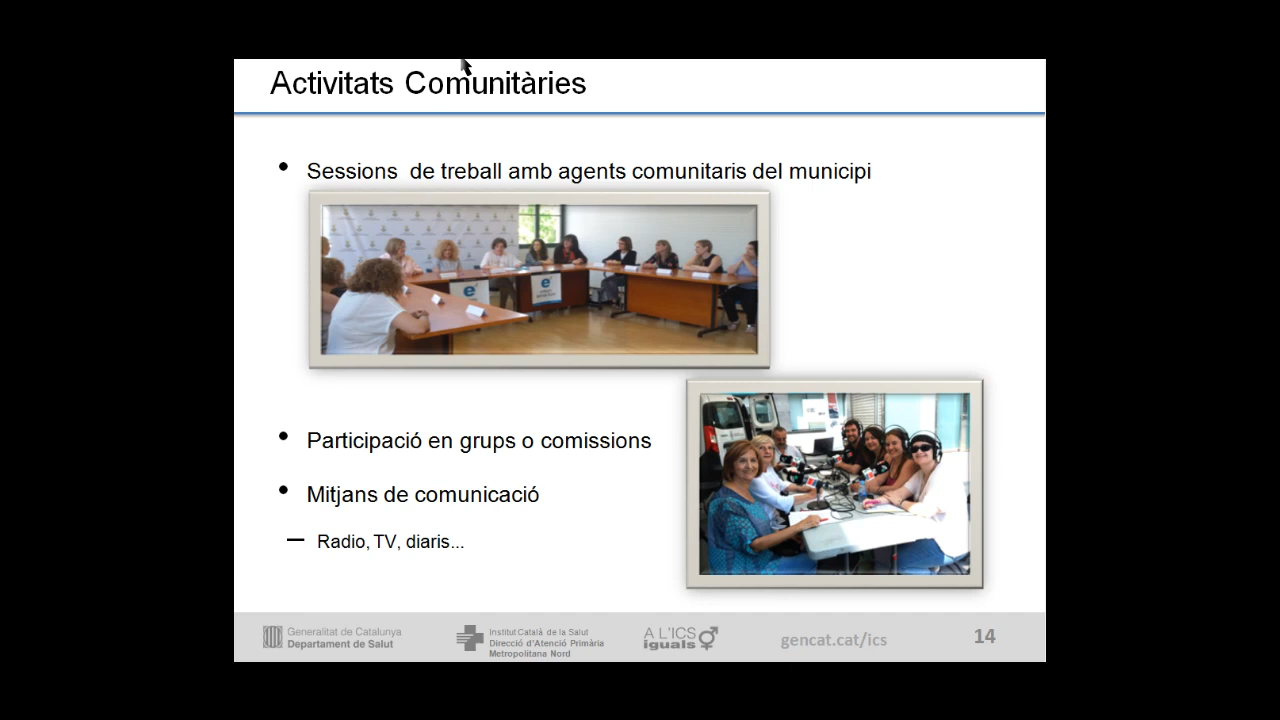 Activitats Comunitàries
• Sessions de treball amb agents comunitaris del municipi
• Participació en grups o comissions
• Mitjans de comunicació
– Radio, TV, diaris...
Generalitat de Catalunya
Departament de Salut
Institut Català de la Salut
Direcció d'Atenció Primària
Metropolitana Nord
A L'ICS
iguals
gencat.cat/ics
14